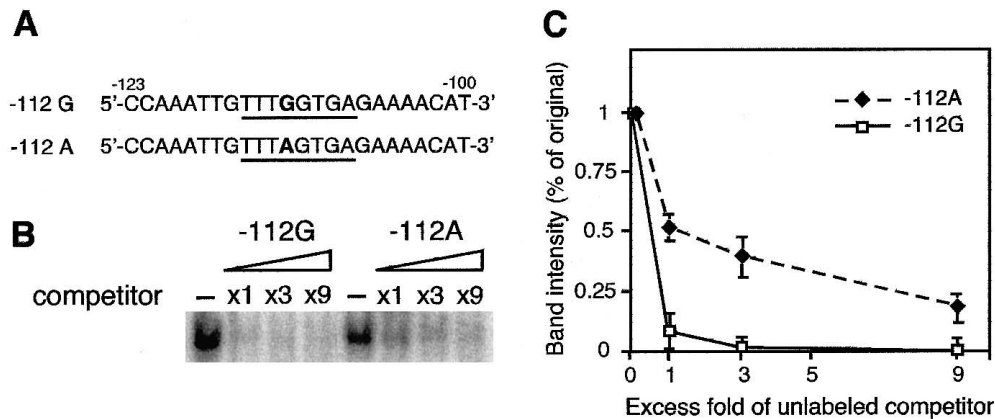 A
-123 -100
-112 G 5'-CCAAATTGTTTGGTGAGAAAACAT-3'
-112 A 5'-CCAAATTGTTTAGTGAGAAAACAT-3'
B
-112G -112A
competitor – x1 x3 x9 – x1 x3 x9
C
-112A
-112G
1
0.75
0.5
0.25
0
Band intensity (% of original)
0 1 3 5 9
Excess fold of unlabeled competitor